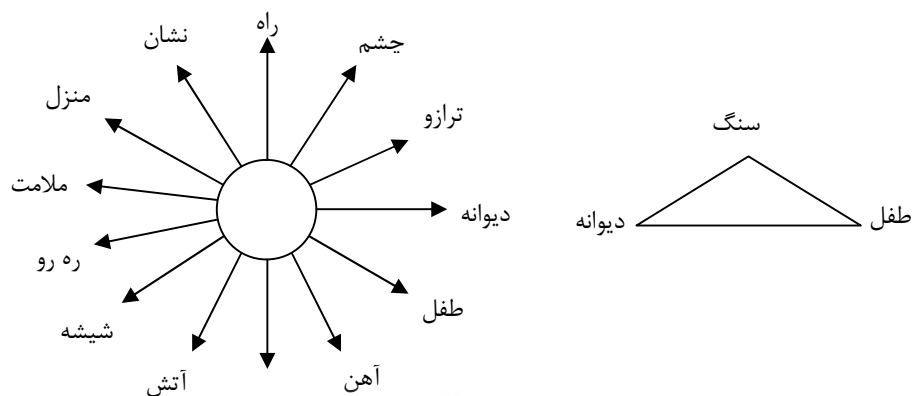 راه
چشم
نشان
ترازو
منزل
سنگ
ملامت
دیوانه
طفل
دیوانه
ره رو
طفل
شیشه
آهن
آتش